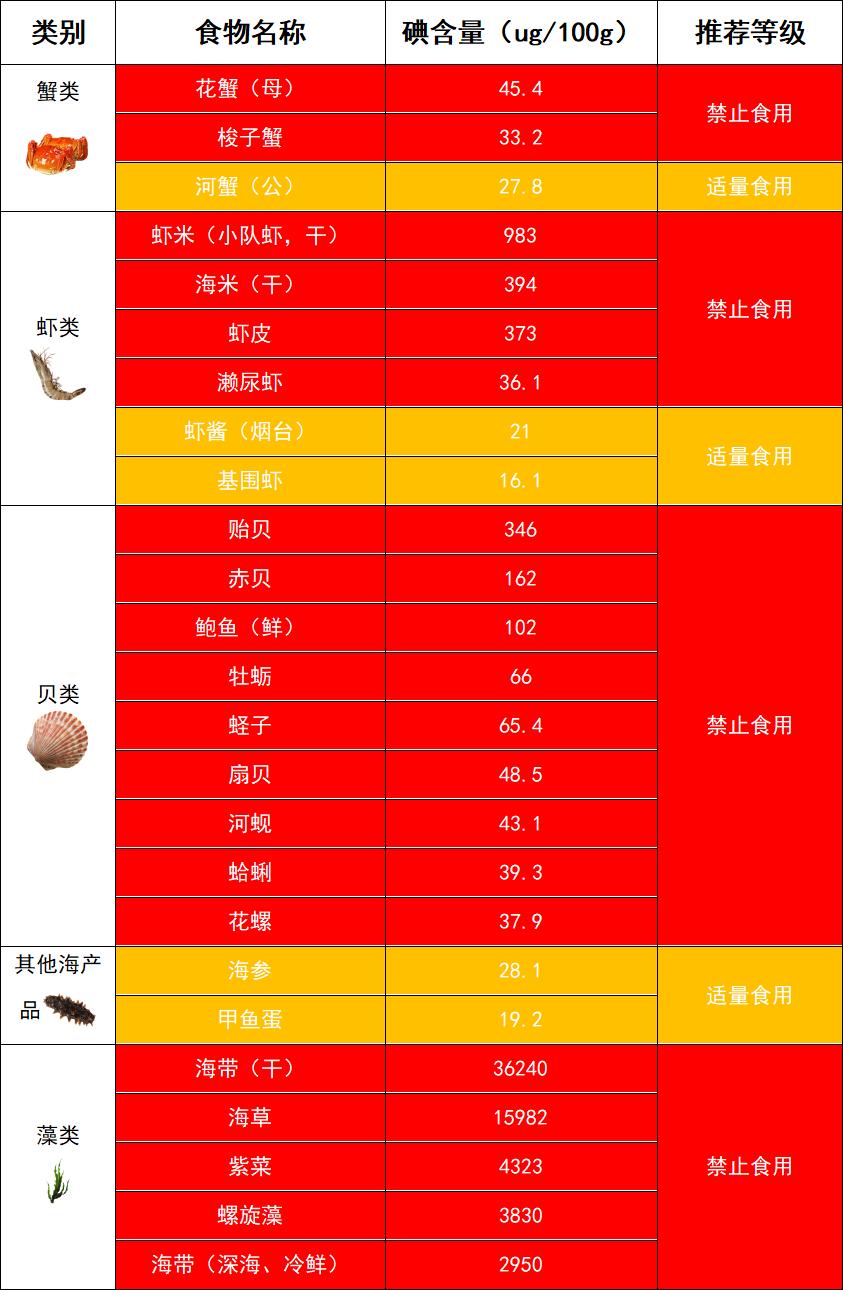 类别 食物名称 碘含量（ug/100g） 推荐等级
蟹类
花蟹（母） 45.4
禁止食用
梭子蟹 33.2
河蟹（公） 27.8 适量食用
虾类
虾米（小队虾，干） 983
海米（干） 394
禁止食用
虾皮 373
濑尿虾 36.1
虾酱（烟台） 21
适量食用
基围虾 16.1
贝类
贻贝 346
赤贝 162
鲍鱼（鲜） 102
牡蛎 66
蛏子 65.4
禁止食用
扇贝 48.5
河蚬 43.1
蛤蜊 39.3
花螺 37.9
其他海产
品
海参 28.1
适量食用
甲鱼蛋 19.2
藻类
海带（干） 36240
海草 15982
紫菜 4323
禁止食用
螺旋藻 3830
海带（深海、冷鲜） 2950